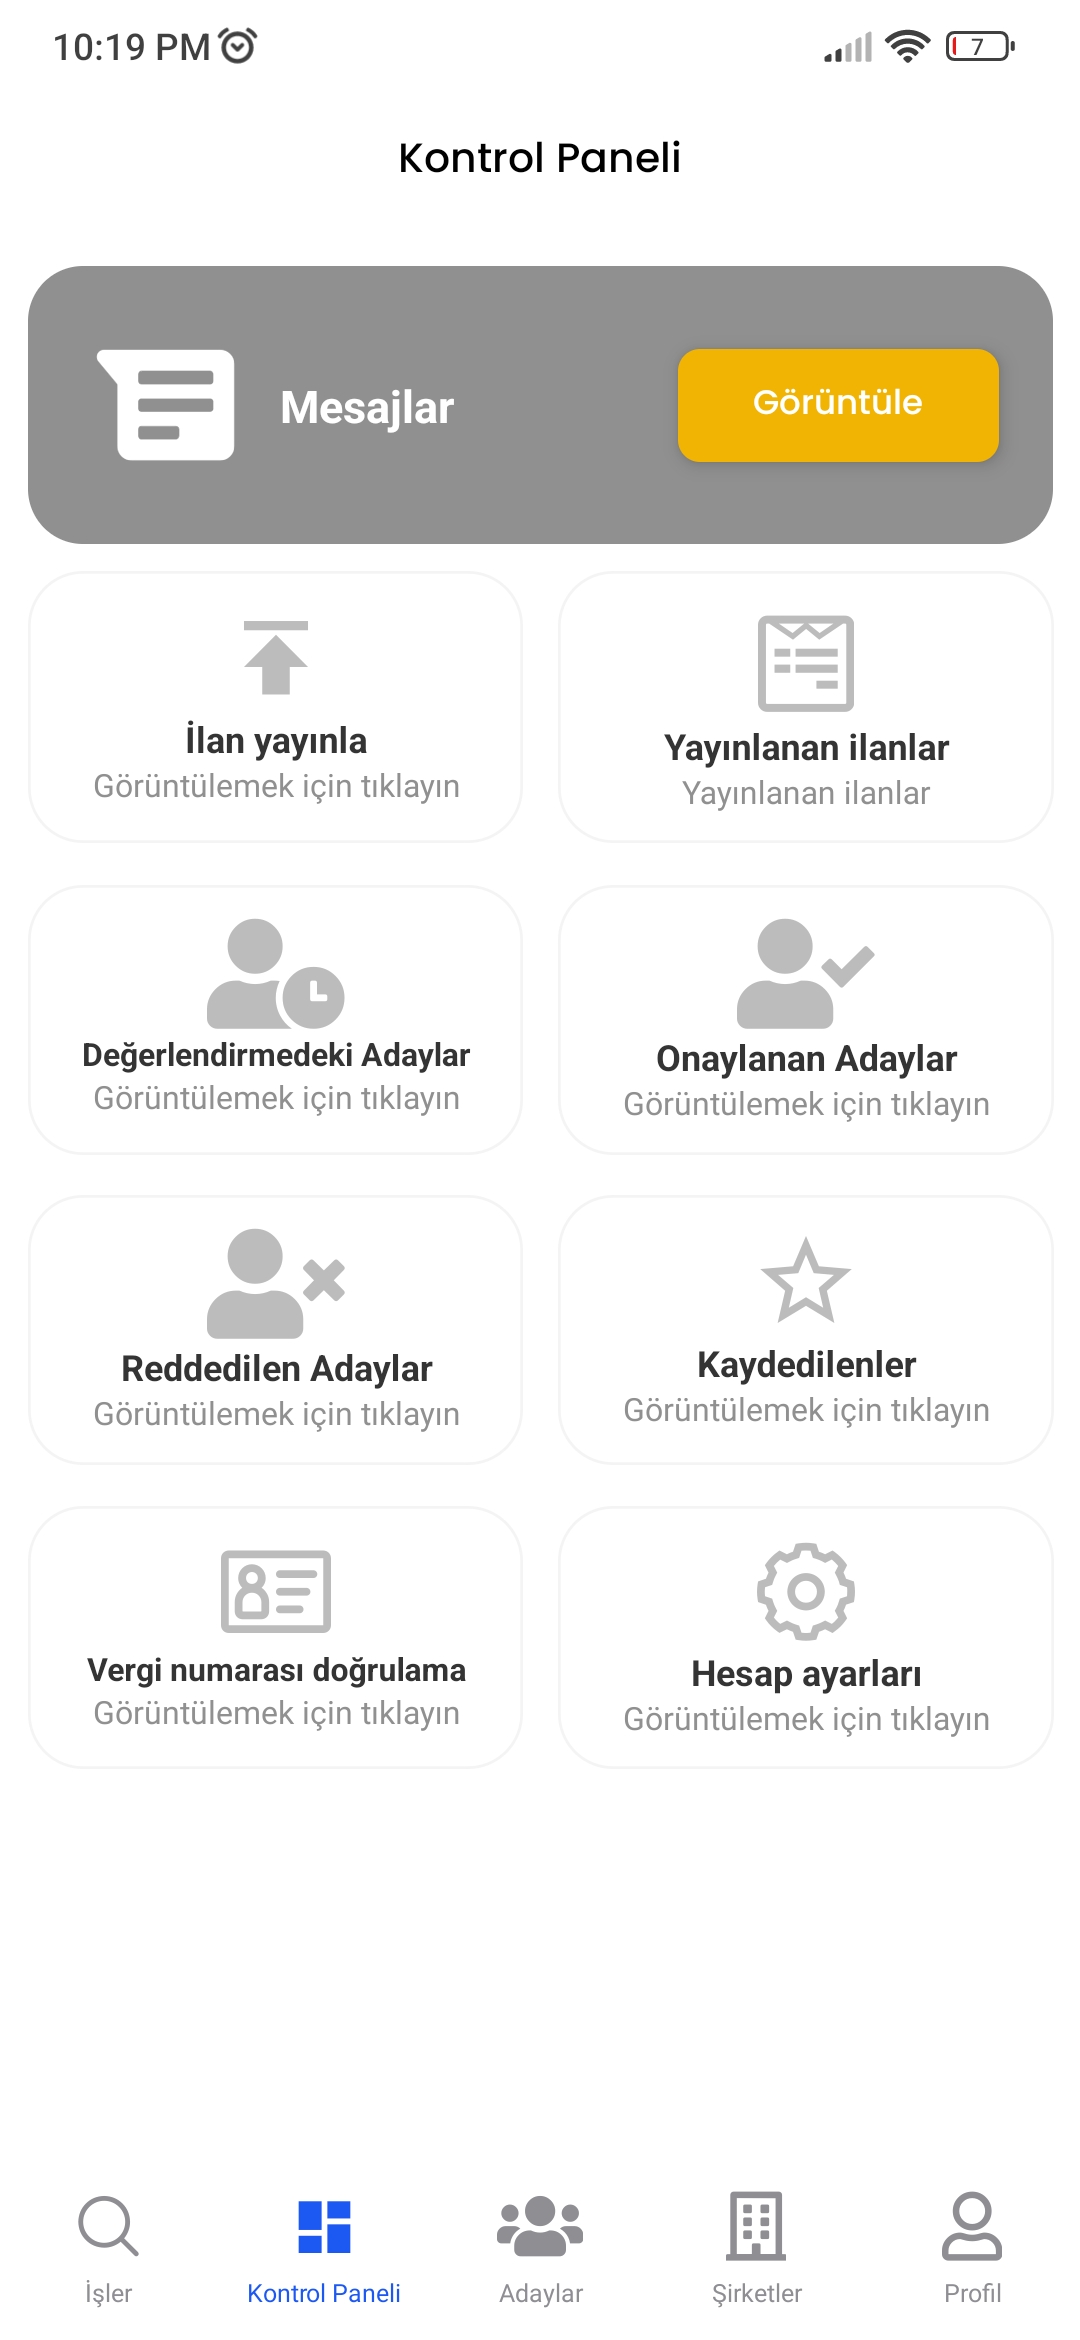 10:19 PM
7
Kontrol Paneli
Mesajlar
Görüntüle
İlan yayınla
Görüntülemek için tıklayın
Yayınlanan ilanlar
Yayınlanan ilanlar
Değerlendirmedeki Adaylar
Görüntülemek için tıklayın
Onaylanan Adaylar
Görüntülemek için tıklayın
Reddedilen Adaylar
Görüntülemek için tıklayın
Kaydedilenler
Görüntülemek için tıklayın
Vergi numarası doğrulama
Görüntülemek için tıklayın
Hesap ayarları
Görüntülemek için tıklayın
İşler
Kontrol Paneli
Adaylar
Şirketler
Profil